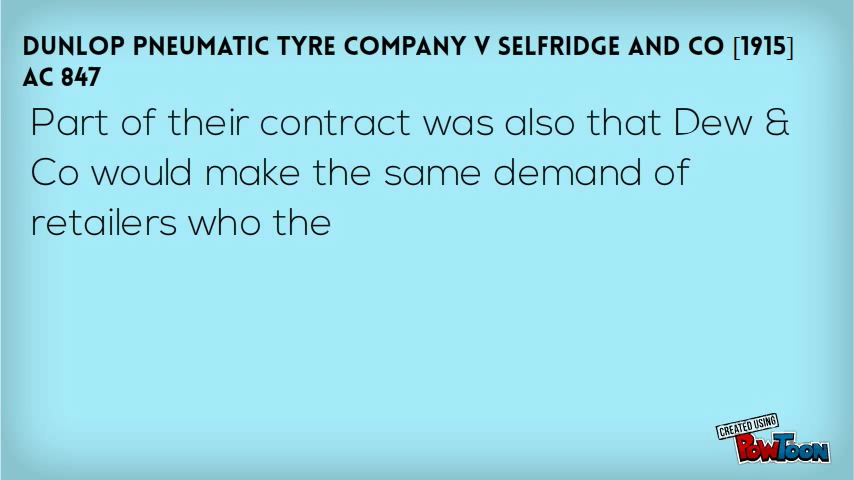 DUNLOP PNEUMATIC TYRE COMPANY V SELFRIDGE AND CO [1915]
AC 847
Part of their contract was also that Dew &
Co would make the same demand of
retailers who the
CREATED USING
POWTOON